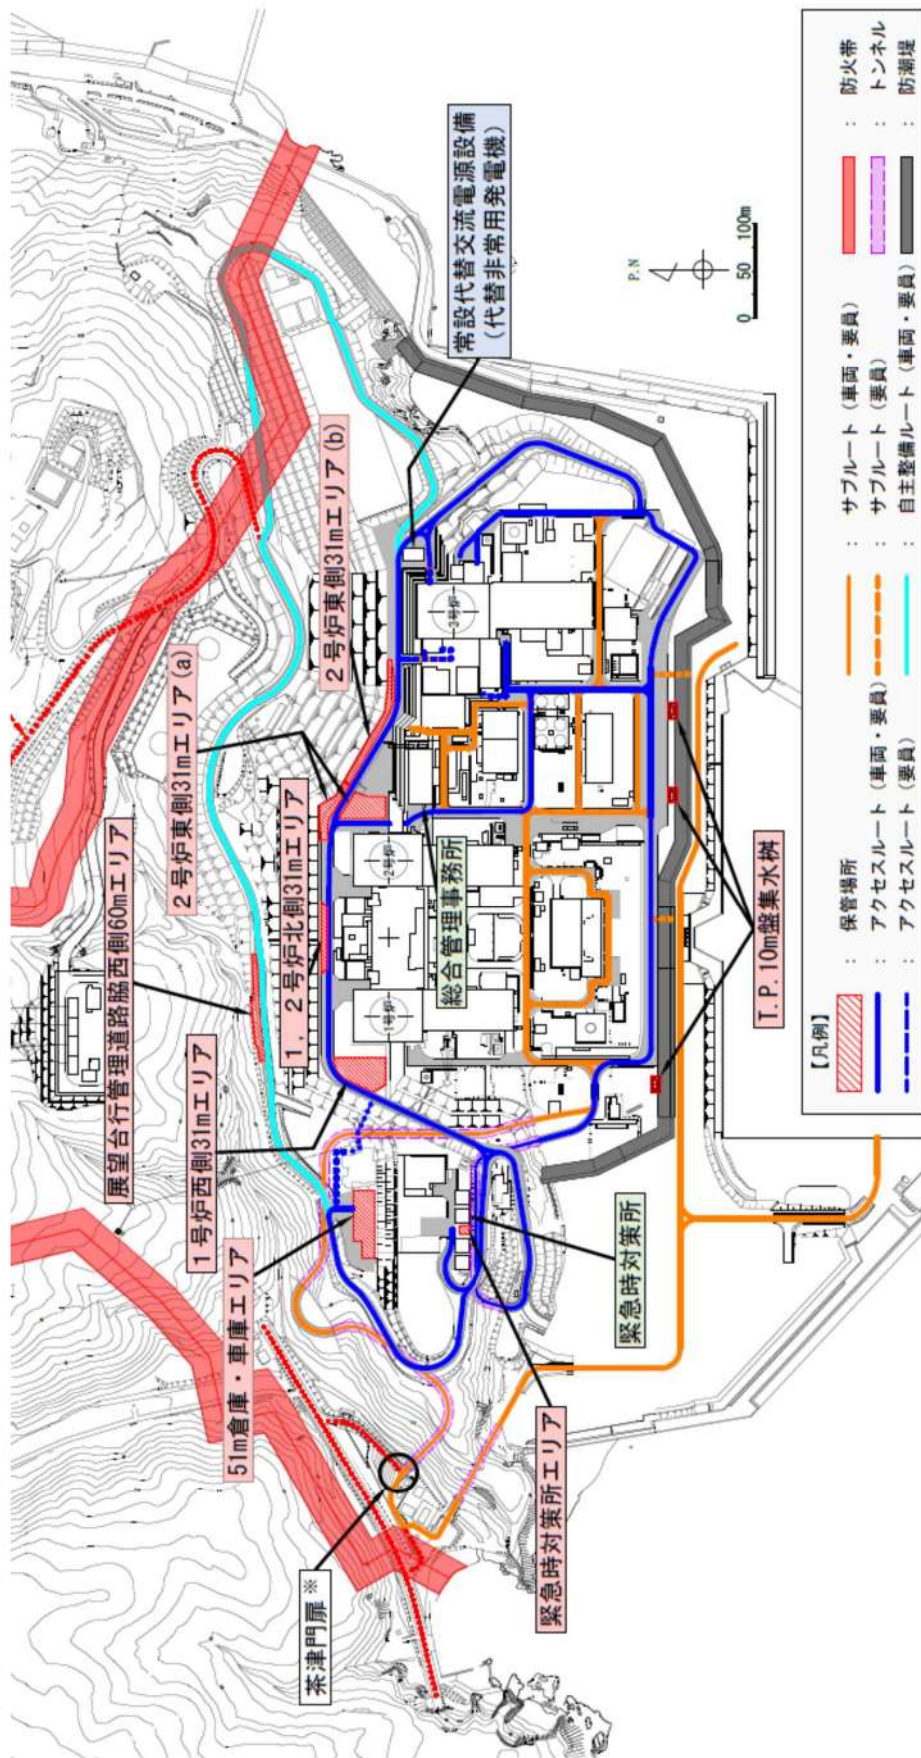 展望台行管理道路脇西側60mエリア
2号炉東側31mエリア(a)
1号炉西側31mエリア
1，2号炉北側31mエリア
2号炉東側31mエリア(b)
51m倉庫・車庫エリア
常設代替交流電源設備
(代替非常用発電機)
茶津門扉※
1号炉
2号炉
3号炉
総合管理事務所
P.N
0 50 100m
緊急時対策所
緊急時対策所エリア
T.P.10m盤集水桝
【凡例】
： 保管場所
： アクセスルート（車両・要員）
： アクセスルート（要員）
： サブルート（車両・要員）
： サブルート（要員）
： 自主整備ルート（車両・要員）
： 防火帯
： トンネル
： 防潮堤